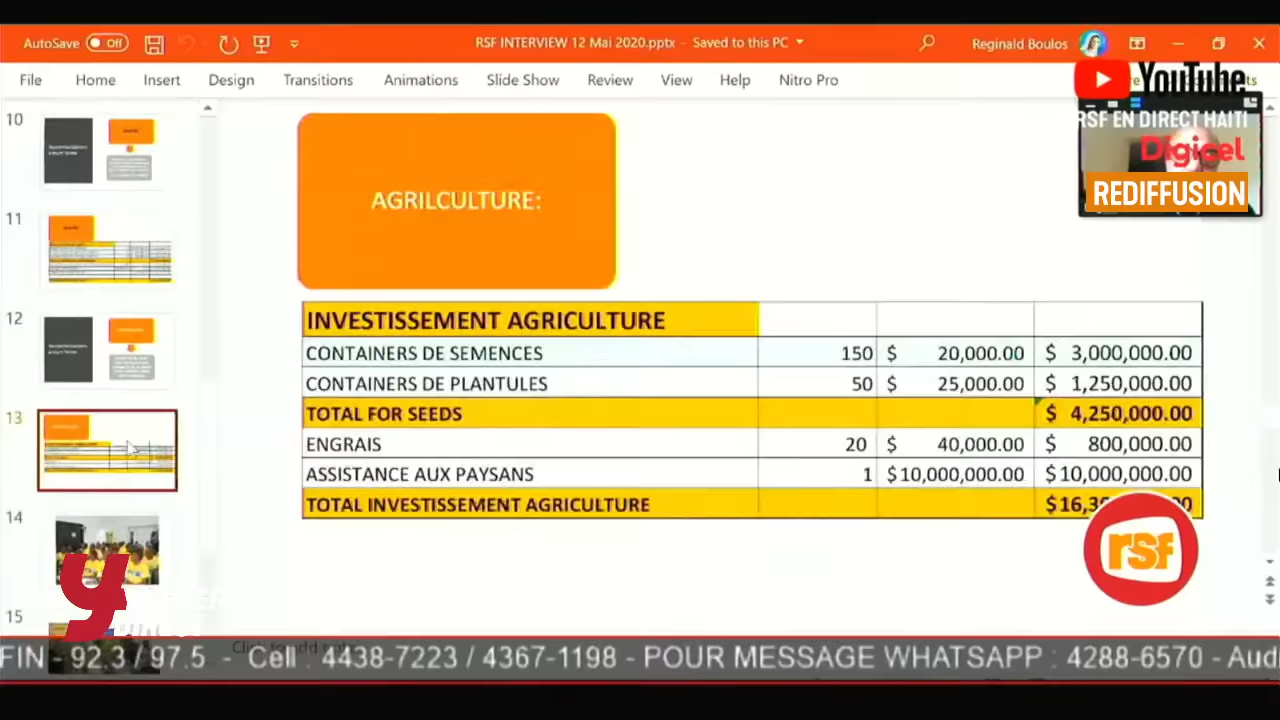 AutoSave Off RSF INTERVIEW 12 Mai 2020.pptx - Saved to this PC Reginald Boulos
File Home Insert Design Transitions Animations Slide Show Review View Help Nitro Pro
YouTube
RSF EN DIRECT HAITI
Digicel
REDIFFUSION
10
11
12
13
14
15
AGRILCULTURE:
INVESTISSEMENT AGRICULTURE
CONTAINERS DE SEMENCES 150 $ 20,000.00 $ 3,000,000.00
CONTAINERS DE PLANTULES 50 $ 25,000.00 $ 1,250,000.00
TOTAL FOR SEEDS $ 4,250,000.00
ENGRAIS 20 $ 40,000.00 $ 800,000.00
ASSISTANCE AUX PAYSANS 1 $10,000,000.00 $10,000,000.00
TOTAL INVESTISSEMENT AGRICULTURE
rsf
FIN - 92.3 / 97.5 - Cell : 4438-7223 / 4367-1198 - POUR MESSAGE WHATSAPP : 4288-6570 - Audi